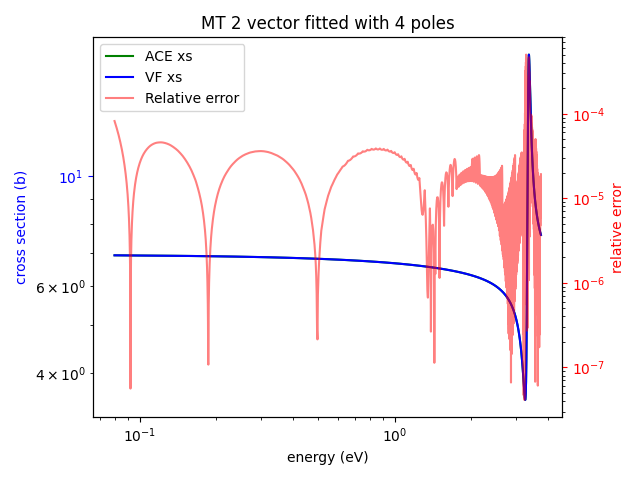 MT 2 vector fitted with 4 poles
ACE xs
VF xs
Relative error
cross section (b)
10¹
6 × 10⁰
4 × 10⁰
10⁻⁴
10⁻⁵
10⁻⁶
10⁻⁷
relative error
10⁻¹
10⁰
energy (eV)